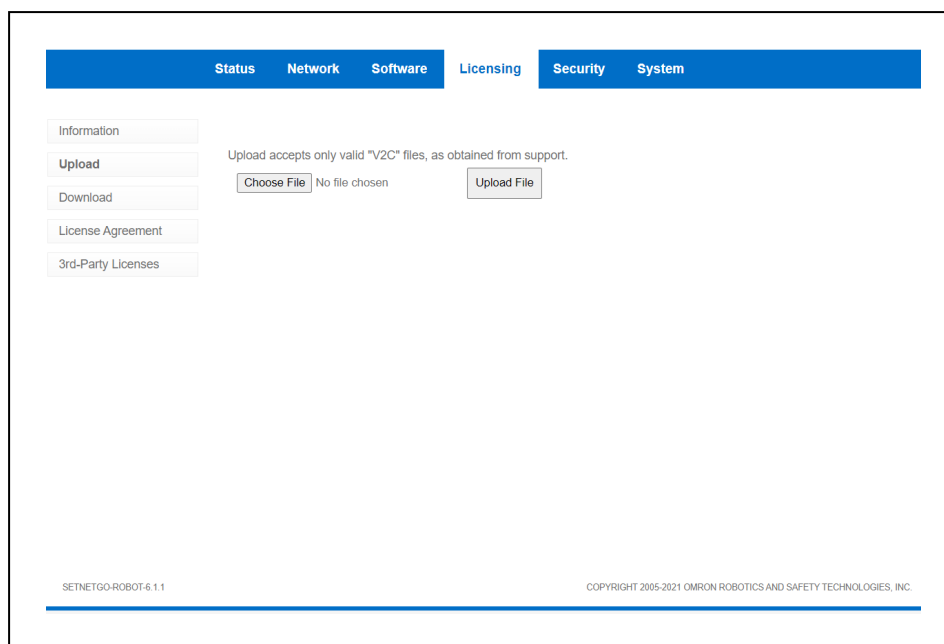 Status Network Software Licensing Security System
Information
Upload
Download
License Agreement
3rd-Party Licenses
Upload accepts only valid "V2C" files, as obtained from support.
Choose File No file chosen Upload File
SETNETGO-ROBOT-6.1.1 COPYRIGHT 2005-2021 OMRON ROBOTICS AND SAFETY TECHNOLOGIES, INC.